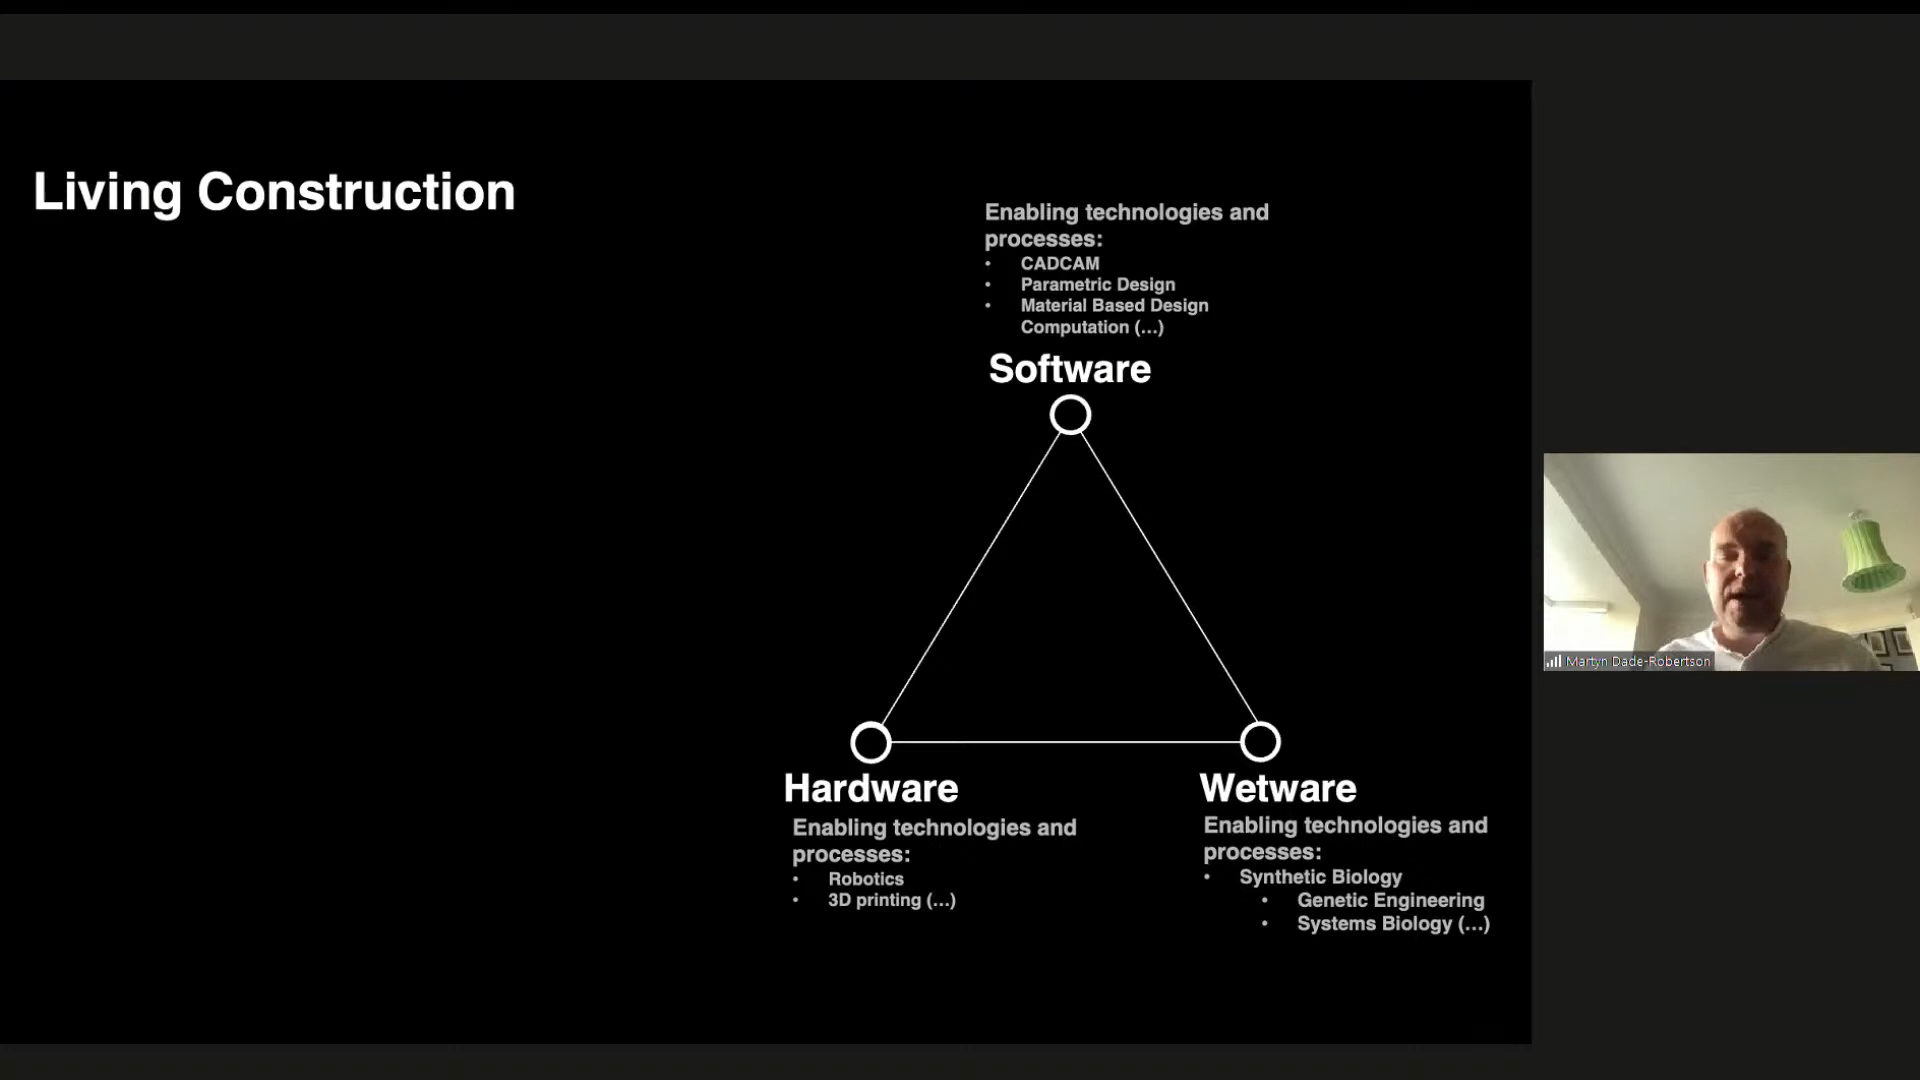 Living Construction
Enabling technologies and
processes:
• CADCAM
• Parametric Design
• Material Based Design
Computation (...)
Software
Hardware
Enabling technologies and
processes:
• Robotics
• 3D printing (...)
Wetware
Enabling technologies and
processes:
• Synthetic Biology
• Genetic Engineering
• Systems Biology (...)
Martyn Dade-Robertson